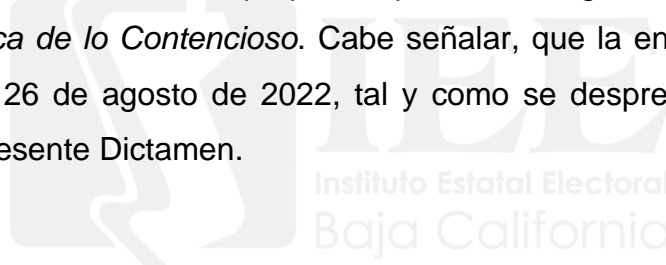 ca de lo Contencioso. Cabe señalar, que la en
26 de agosto de 2022, tal y como se despre
esente Dictamen.
IEE
Instituto Estatal Electoral
Baja California